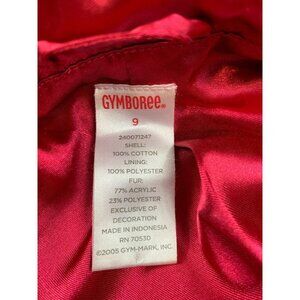 GYMBOREE®
9
240071247
SHELL:
100% COTTON
LINING:
100% POLYESTER
FUR:
77% ACRYLIC
23% POLYESTER
EXCLUSIVE OF
DECORATION
MADE IN INDONESIA
RN 70530
©2005 GYM-MARK, INC.